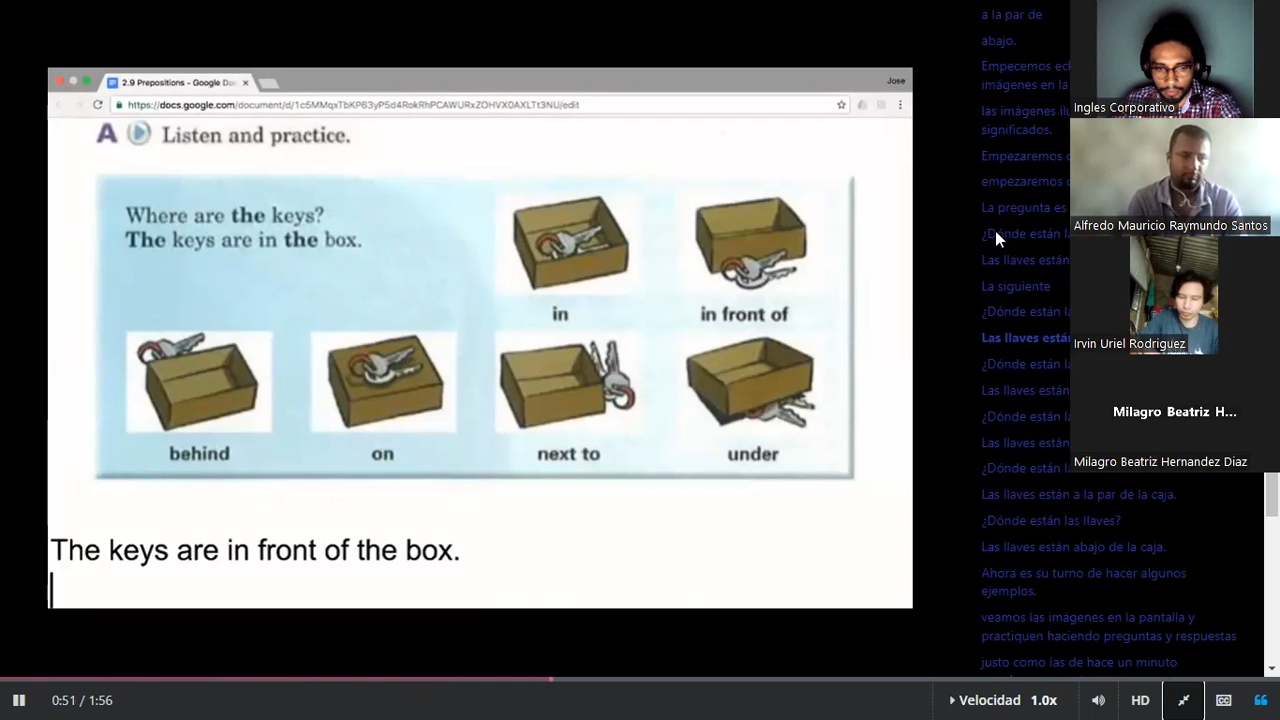 2.9 Prepositions - Google Do
Jose
https://docs.google.com/document/d/1c5MMqxTbKP63yP5d4RokRhPCAWURxZOHVX0AXLTt3NU/edit
A Listen and practice.
Where are the keys?
The keys are in the box.
in
in front of
behind
on
next to
under
The keys are in front of the box.
a la par de
abajo.
Empecemos
imágenes en la
las imágenes
significados.
Empezaremos
empezaremos
La pregunta es
¿Dónde están
Las llaves están
La siguiente
¿Dónde están
Las llaves están
¿Dónde están
Las llaves están
¿Dónde están
Las llaves están
¿Dónde están
Las llaves están a la par de la caja.
¿Dónde están las llaves?
Las llaves están abajo de la caja.
Ahora es su turno de hacer algunos
ejemplos.
veamos las imágenes en la pantalla y
practiquen haciendo preguntas y respuestas
justo como las de hace un minuto
Ingles Corporativo
Alfredo Mauricio Raymundo Santos
Irvin Uriel Rodriguez
Milagro Beatriz H...
Milagro Beatriz Hernandez Diaz
0:51 / 1:56
Velocidad 1.0x
HD
CC